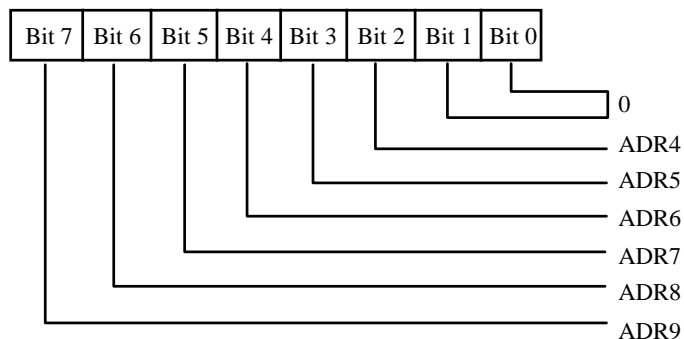 Bit 7 Bit 6 Bit 5 Bit 4 Bit 3 Bit 2 Bit 1 Bit 0
0
ADR4
ADR5
ADR6
ADR7
ADR8
ADR9